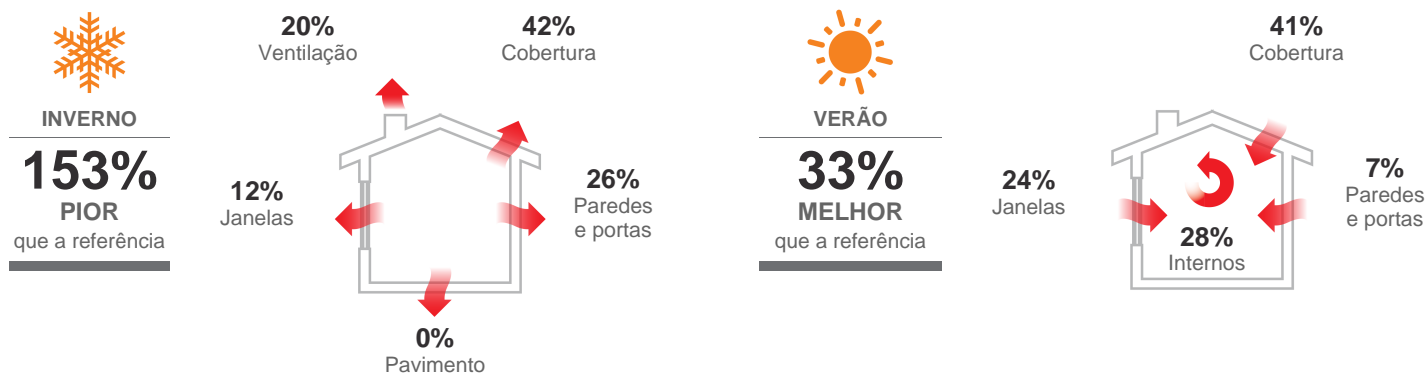 INVERNO
153%
PIOR
que a referência
20%
Ventilação
42%
Cobertura
12%
Janelas
26%
Paredes
e portas
0%
Pavimento
VERÃO
33%
MELHOR
que a referência
41%
Cobertura
24%
Janelas
7%
Paredes
e portas
28%
Internos